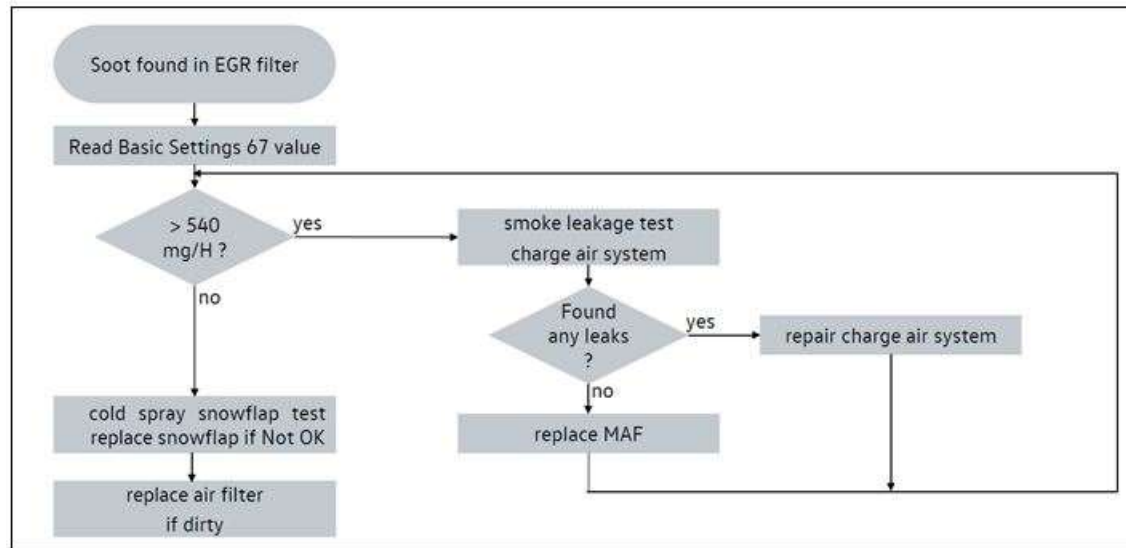 Soot found in EGR filter
Read Basic Settings 67 value
> 540
mg/H ?
yes
no
smoke leakage test
charge air system
Found
any leaks
?
yes
no
repair charge air system
replace MAF
cold spray snowflap test
replace snowflap if Not OK
replace air filter
if dirty